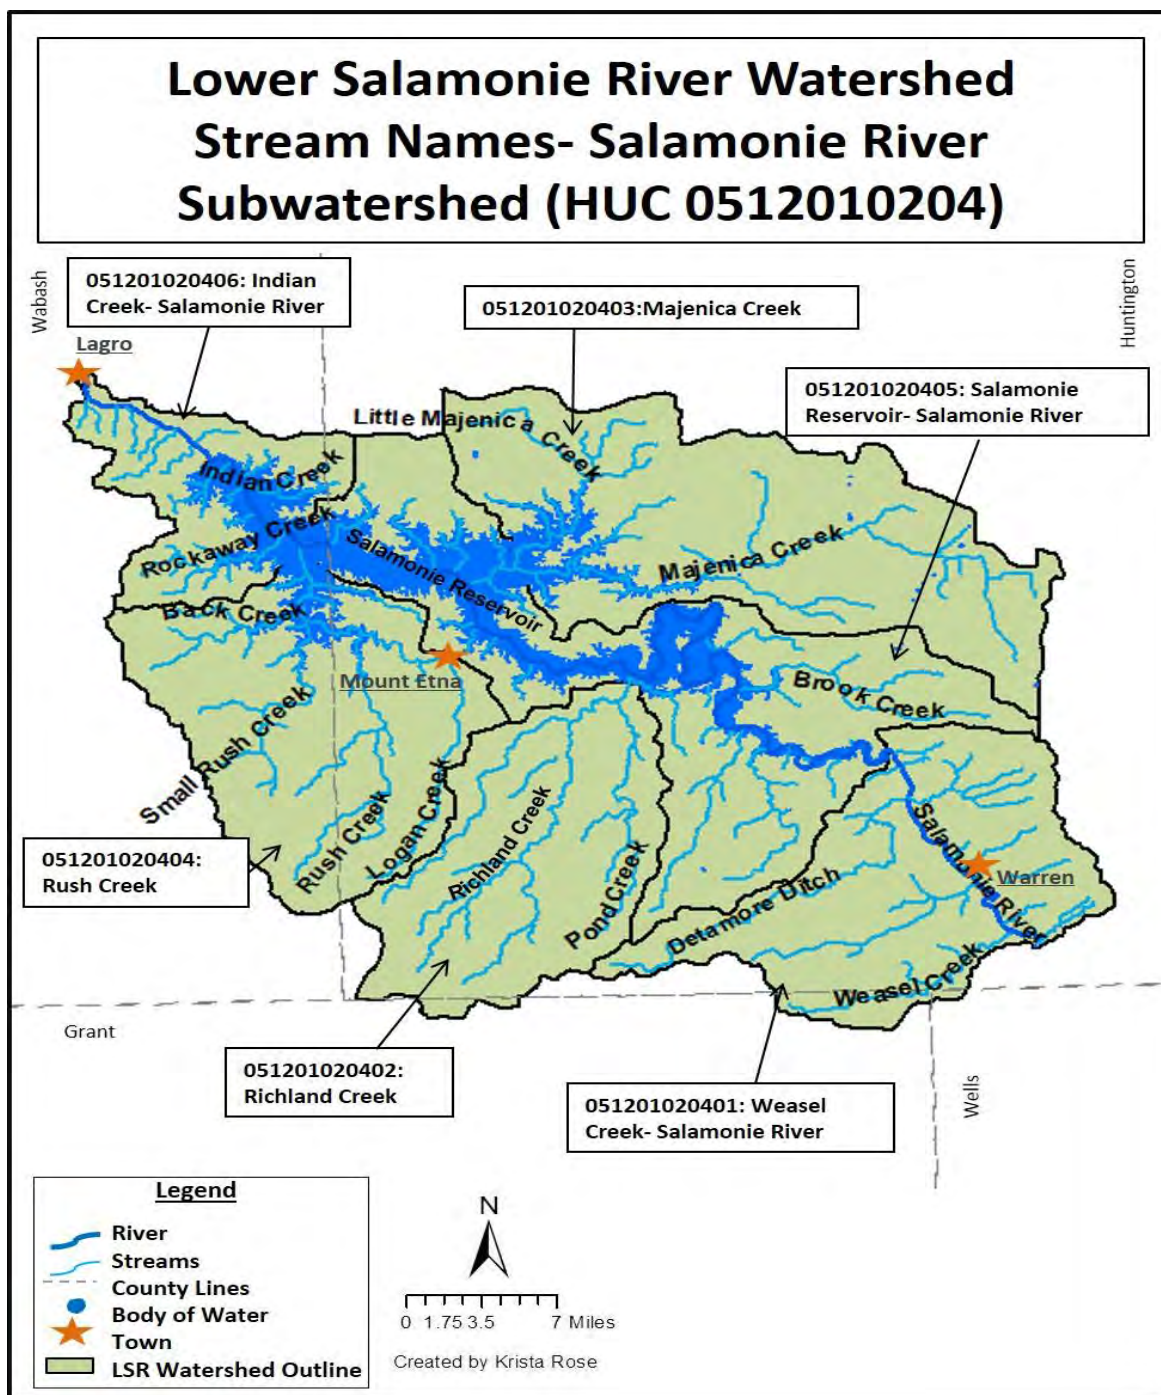 Lower Salamonie River Watershed
Stream Names- Salamonie River
Subwatershed (HUC 0512010204)
Wabash
Huntington
051201020406: Indian
Creek- Salamonie River
051201020403:Majenica Creek
Lagro
051201020405: Salamonie
Reservoir- Salamonie River
Little Majenica Creek
Indian Creek
Rockaway Creek
Salamonie Reservoir
Majenica Creek
Back Creek
Mount Etna
Brook Creek
Small Rush Creek
Rush Creek
Logan Creek
Richland Creek
Pond Creek
Detamore Ditch
Salamonie River
Warren
Weasel Creek
051201020404:
Rush Creek
Grant
051201020402:
Richland Creek
051201020401: Weasel
Creek- Salamonie River
Wells
Legend
River
Streams
County Lines
Body of Water
Town
LSR Watershed Outline
N
0 1.75 3.5 7 Miles
Created by Krista Rose